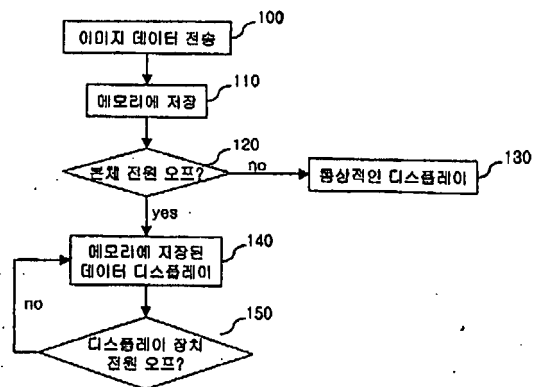 100
이미지 데이터 전송
110
메모리에 저장
120
본체 전원 오프?
no
130
통상적인 디스플레이
yes
140
메모리에 저장된
데이터 디스플레이
no
150
디스플레이 장치
전원 오프?